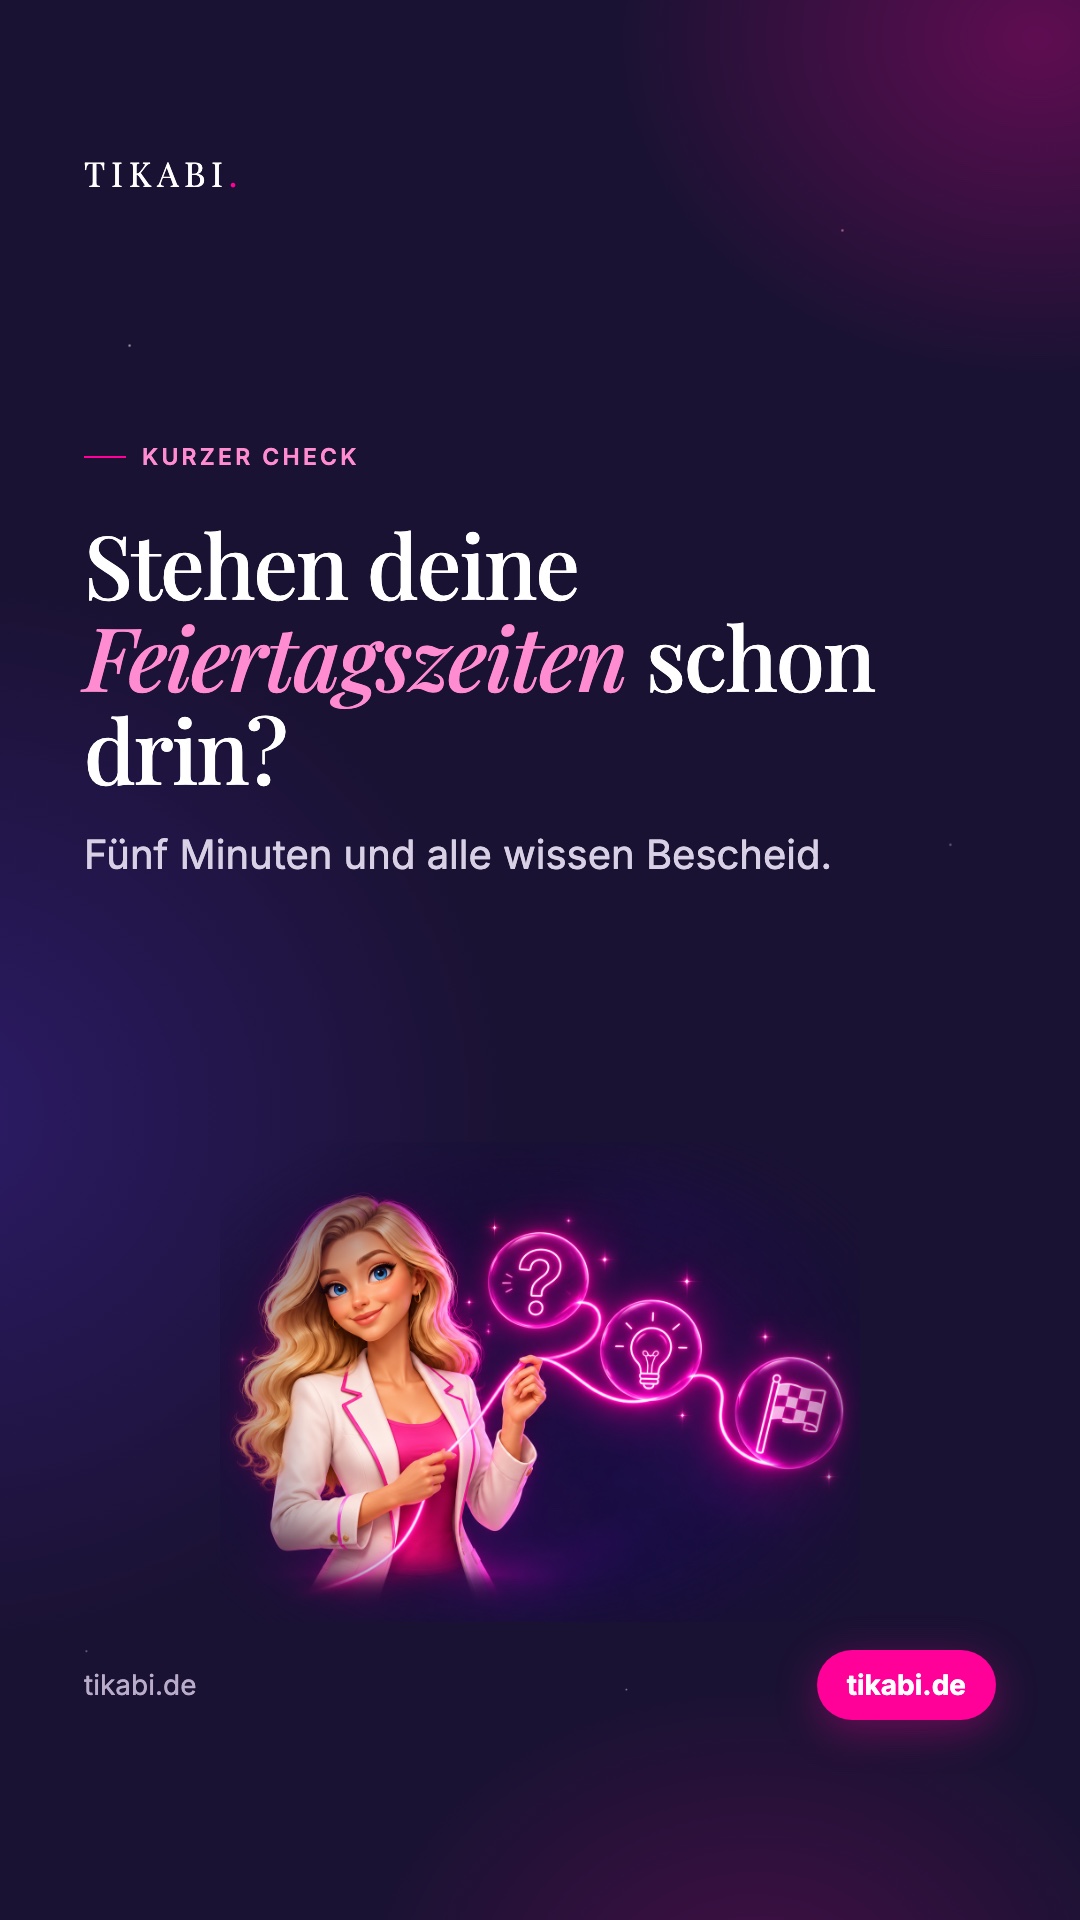 TIKABI.
KURZER CHECK
Stehen deine
Feiertagszeiten schon
drin?
Fünf Minuten und alle wissen Bescheid.
?
tikabi.de
tikabi.de